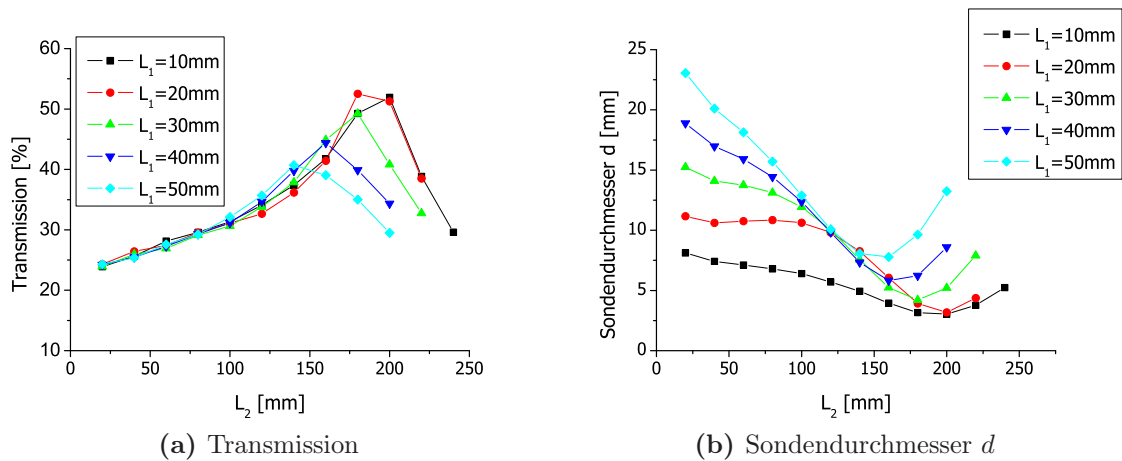 L1=10mm
L1=20mm
L1=30mm
L1=40mm
L1=50mm
Transmission [%]
60
50
40
30
20
10
0
50
100
150
200
250
L2 [mm]
(a) Transmission
L1=10mm
L1=20mm
L1=30mm
L1=40mm
L1=50mm
Sondendurchmesser d [mm]
25
20
15
10
5
0
0
50
100
150
200
250
L2 [mm]
(b) Sondendurchmesser d